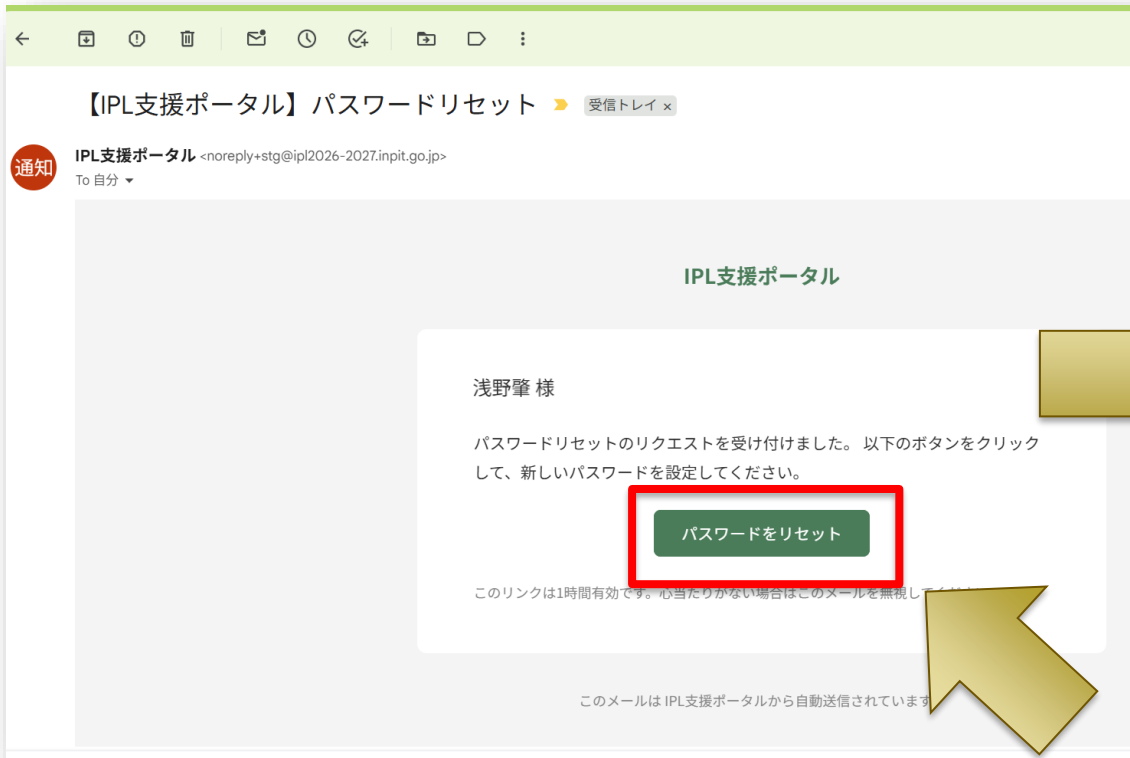 【IPL支援ポータル】パスワードリセット 受信トレイ ×
通知
IPL支援ポータル <noreply+stg@ipl2026-2027.inpit.go.jp>
To 自分
IPL支援ポータル
浅野肇 様
パスワードリセットのリクエストを受け付けました。 以下のボタンをクリック
して、新しいパスワードを設定してください。
パスワードをリセット
このリンクは1時間有効です。心当たりがない場合はこのメールを無視して
このメールは IPL支援ポータルから自動送信されています